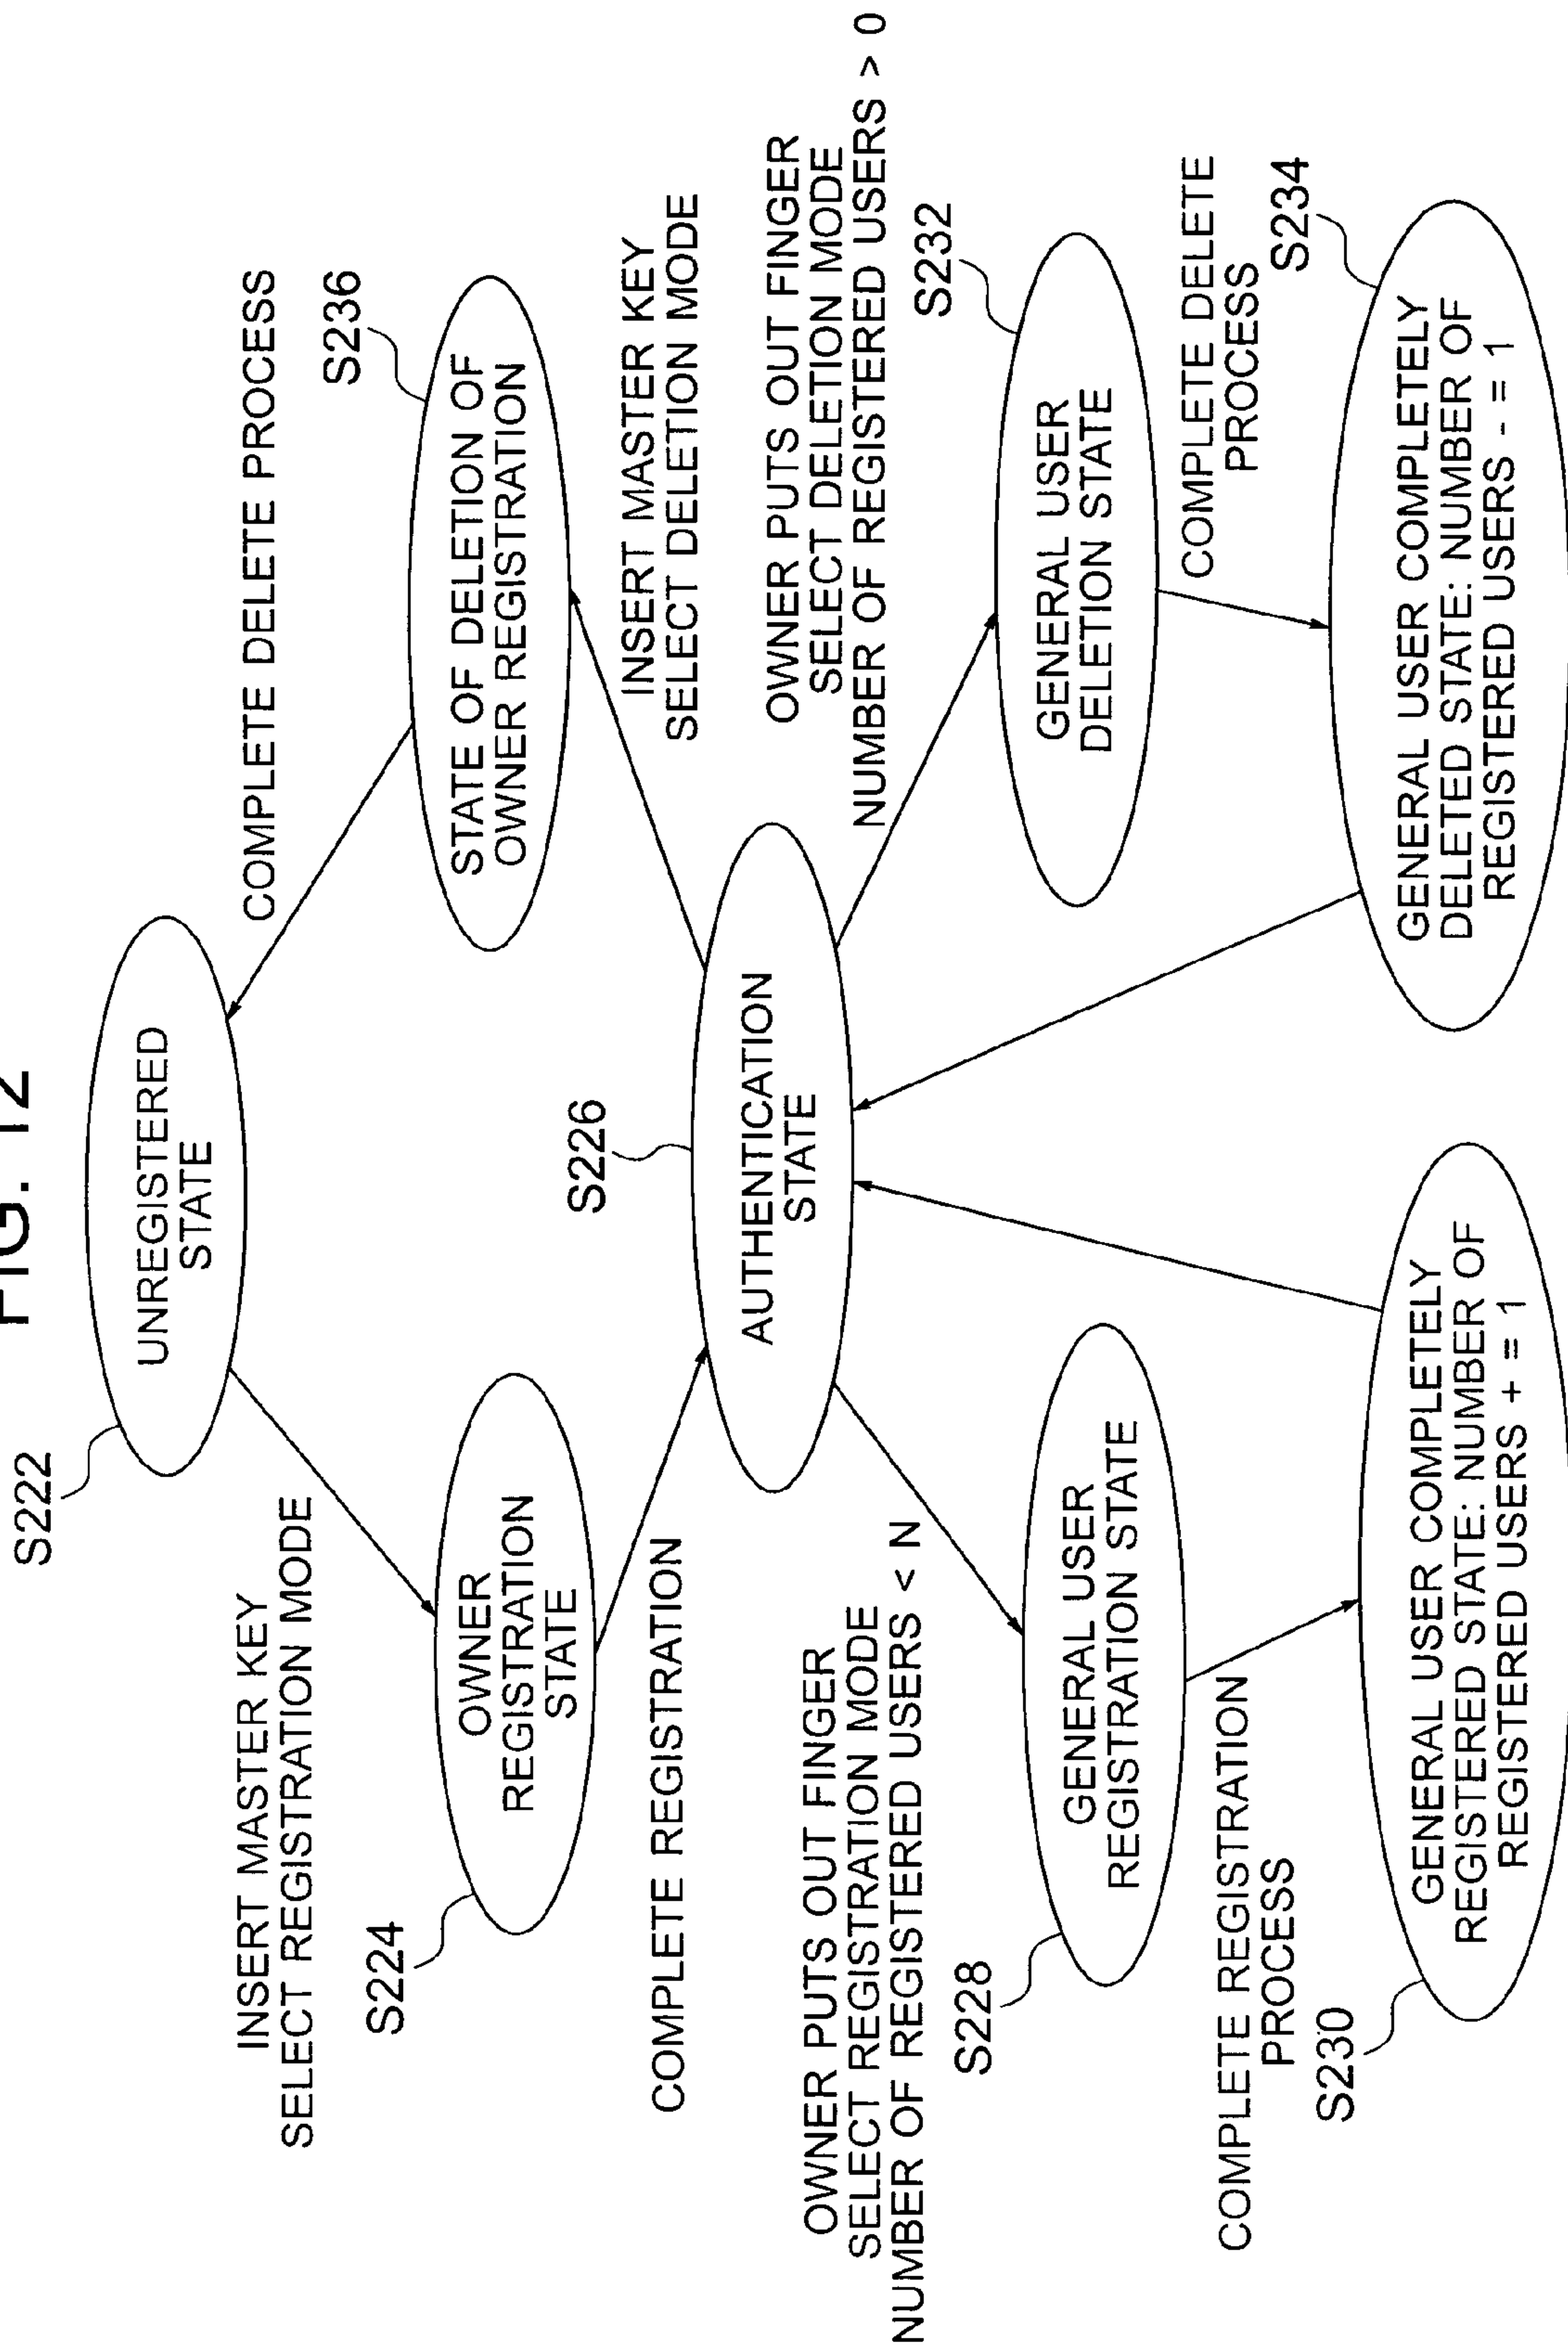 FIG. 12
S222
UNREGISTERED
STATE
INSERT MASTER KEY
SELECT REGISTRATION MODE
COMPLETE DELETE PROCESS
S224
OWNER
REGISTRATION
STATE
S236
STATE OF DELETION OF
OWNER REGISTRATION
COMPLETE REGISTRATION
S226
AUTHENTICATION
STATE
INSERT MASTER KEY
SELECT DELETION MODE
OWNER PUTS OUT FINGER
SELECT REGISTRATION MODE
NUMBER OF REGISTERED USERS < N
OWNER PUTS OUT FINGER
SELECT DELETION MODE
NUMBER OF REGISTERED USERS > 0
S228
GENERAL USER
REGISTRATION STATE
S232
GENERAL USER
DELETION STATE
COMPLETE REGISTRATION
PROCESS
COMPLETE DELETE
PROCESS
S230
GENERAL USER COMPLETELY
REGISTERED STATE: NUMBER OF
REGISTERED USERS + = 1
S234
GENERAL USER COMPLETELY
DELETED STATE: NUMBER OF
REGISTERED USERS - = 1